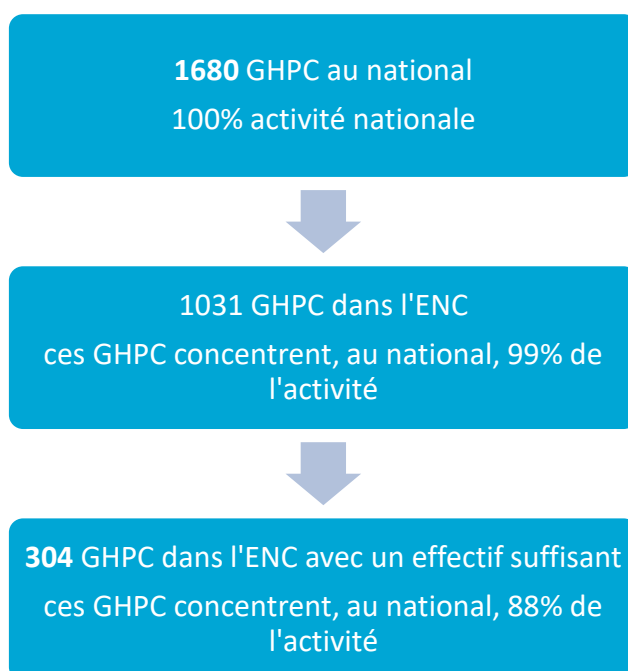 1680 GHPC au national
100% activité nationale
1031 GHPC dans l'ENC
ces GHPC concentrent, au national, 99% de
l'activité
304 GHPC dans l'ENC avec un effectif suffisant
ces GHPC concentrent, au national, 88% de
l'activité